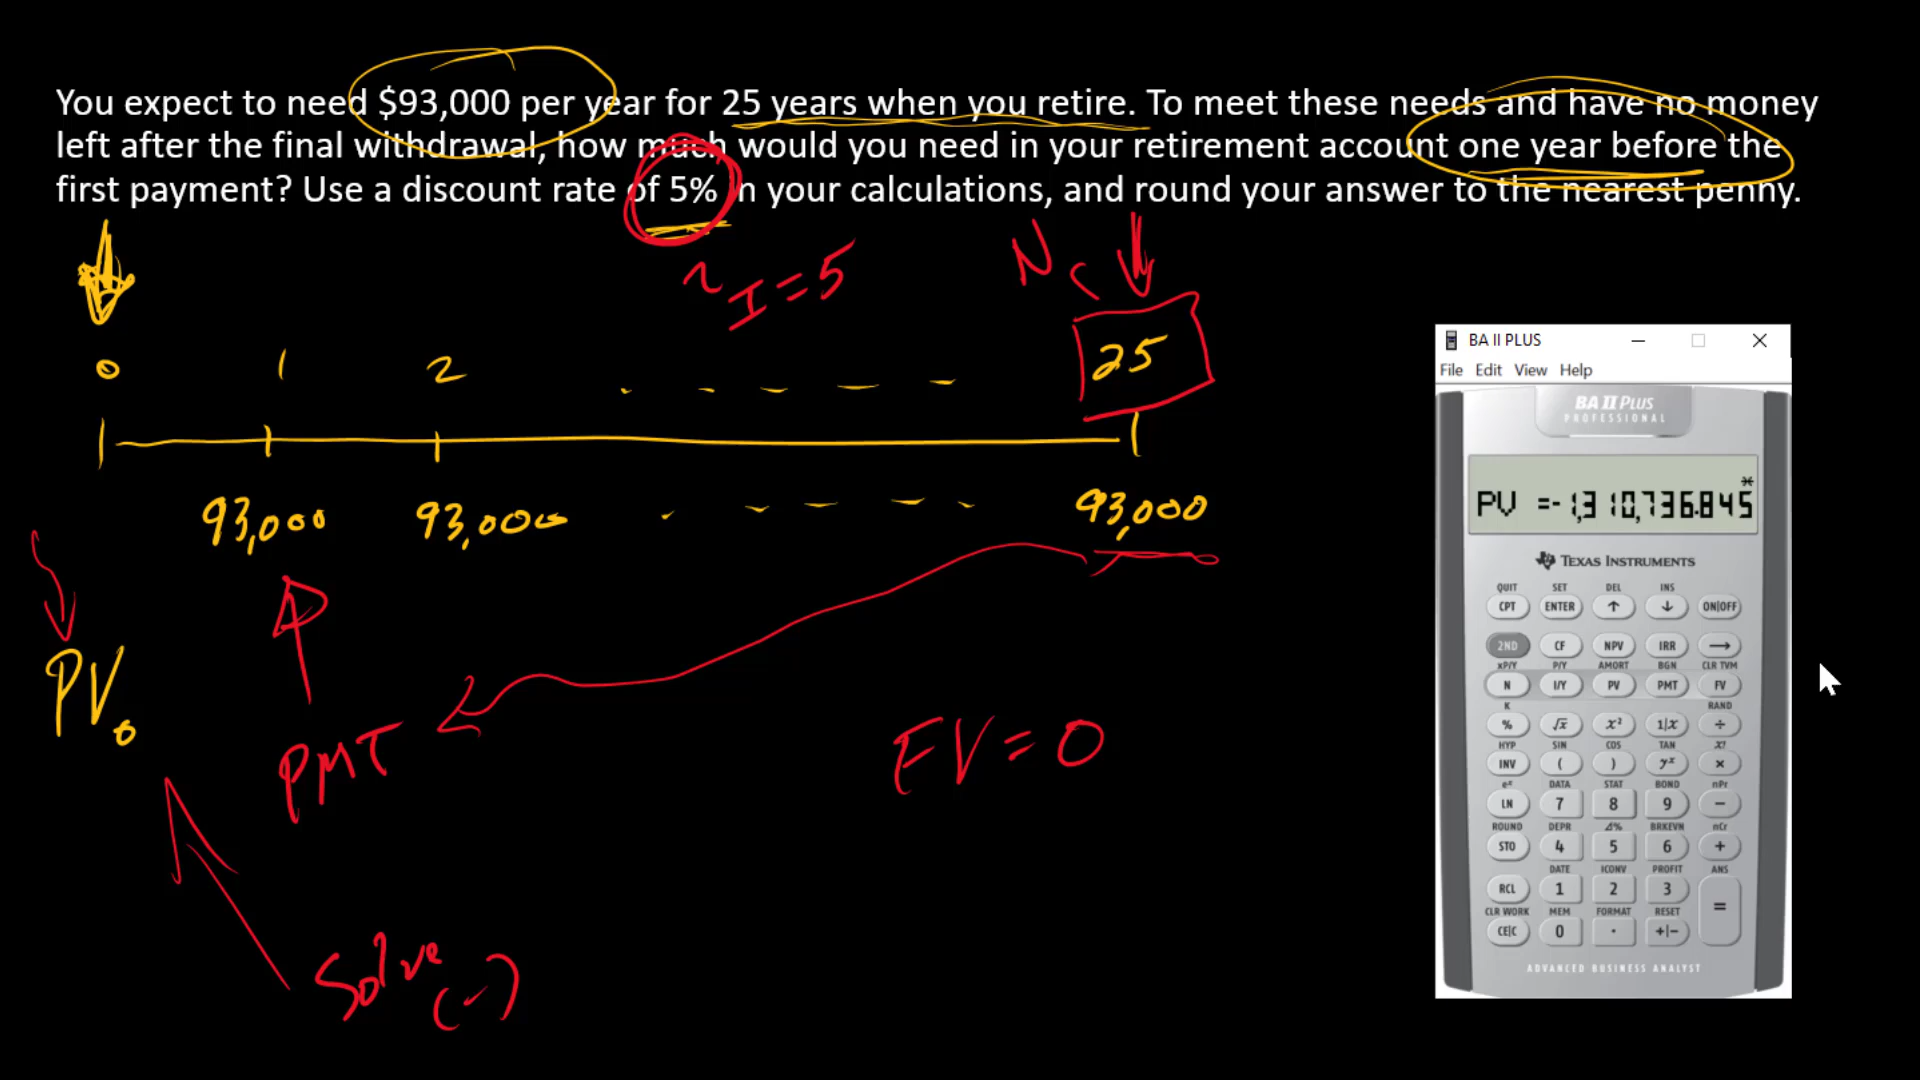 You expect to need $93,000 per year for 25 years when you retire. To meet these needs and have no money
left after the final withdrawal, how much would you need in your retirement account one year before the
first payment? Use a discount rate of 5% in your calculations, and round your answer to the nearest penny.
I=5
N
0 1 2 25
93,000 93,000 93,000
PV0
PMT
FV=0
Solve
(-)
BA II PLUS
File Edit View Help
BA II PLUS
PROFESSIONAL
*
PV =-1,310,736.845
TEXAS INSTRUMENTS
QUIT SET DEL INS
CPT ENTER ↑ ↓ ON|OFF
2ND CF NPV IRR →
xP/Y P/Y AMORT BGN CLR TVM
N I/Y PV PMT FV
K RAND
% √x x² 1/x ÷
HYP SIN COS TAN x!
INV ( ) yˣ ×
eˣ DATA STAT BOND nPr
LN 7 8 9 −
ROUND DEPR Δ% BRKEVN nCr
STO 4 5 6 +
DATE ICONV PROFIT ANS
RCL 1 2 3 =
CLR WORK MEM FORMAT RESET
CE|C 0 . +|−
ADVANCED BUSINESS ANALYST